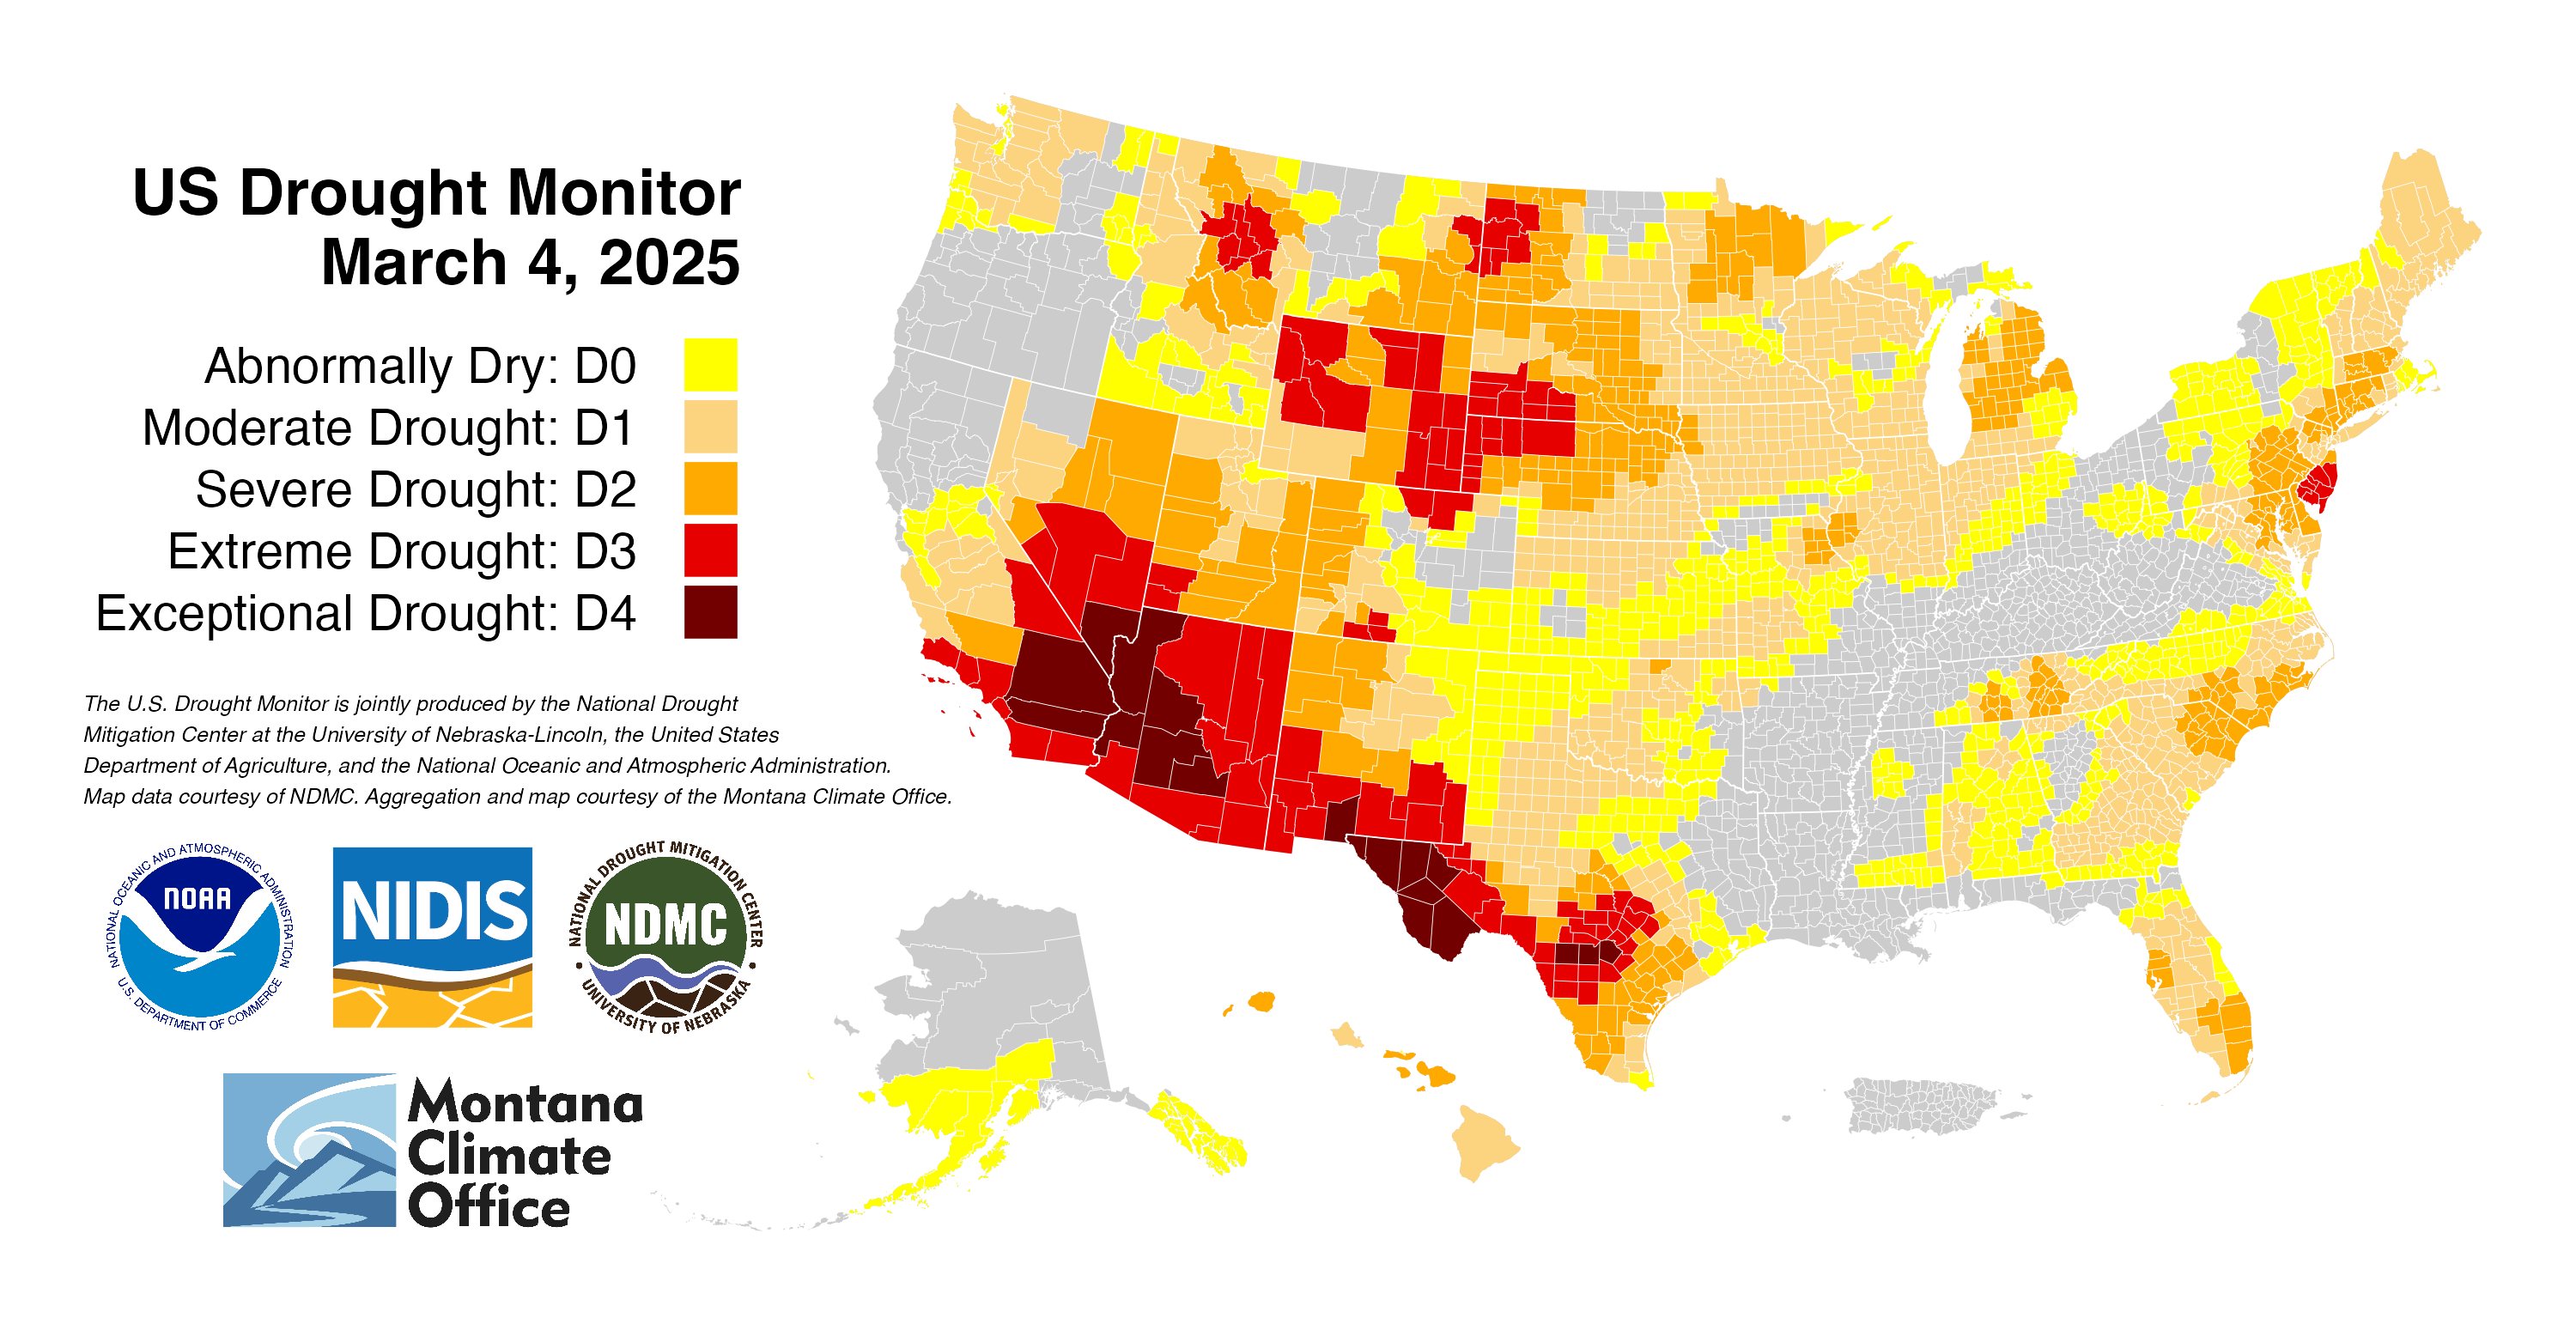 US Drought Monitor
March 4, 2025
Abnormally Dry: D0
Moderate Drought: D1
Severe Drought: D2
Extreme Drought: D3
Exceptional Drought: D4
The U.S. Drought Monitor is jointly produced by the National Drought
Mitigation Center at the University of Nebraska-Lincoln, the United States
Department of Agriculture, and the National Oceanic and Atmospheric Administration.
Map data courtesy of NDMC. Aggregation and map courtesy of the Montana Climate Office.
NATIONAL OCEANIC AND ATMOSPHERIC ADMINISTRATION
NOAA
U.S. DEPARTMENT OF COMMERCE
NIDIS
NATIONAL DROUGHT MITIGATION CENTER
NDMC
UNIVERSITY OF NEBRASKA
Montana
Climate
Office